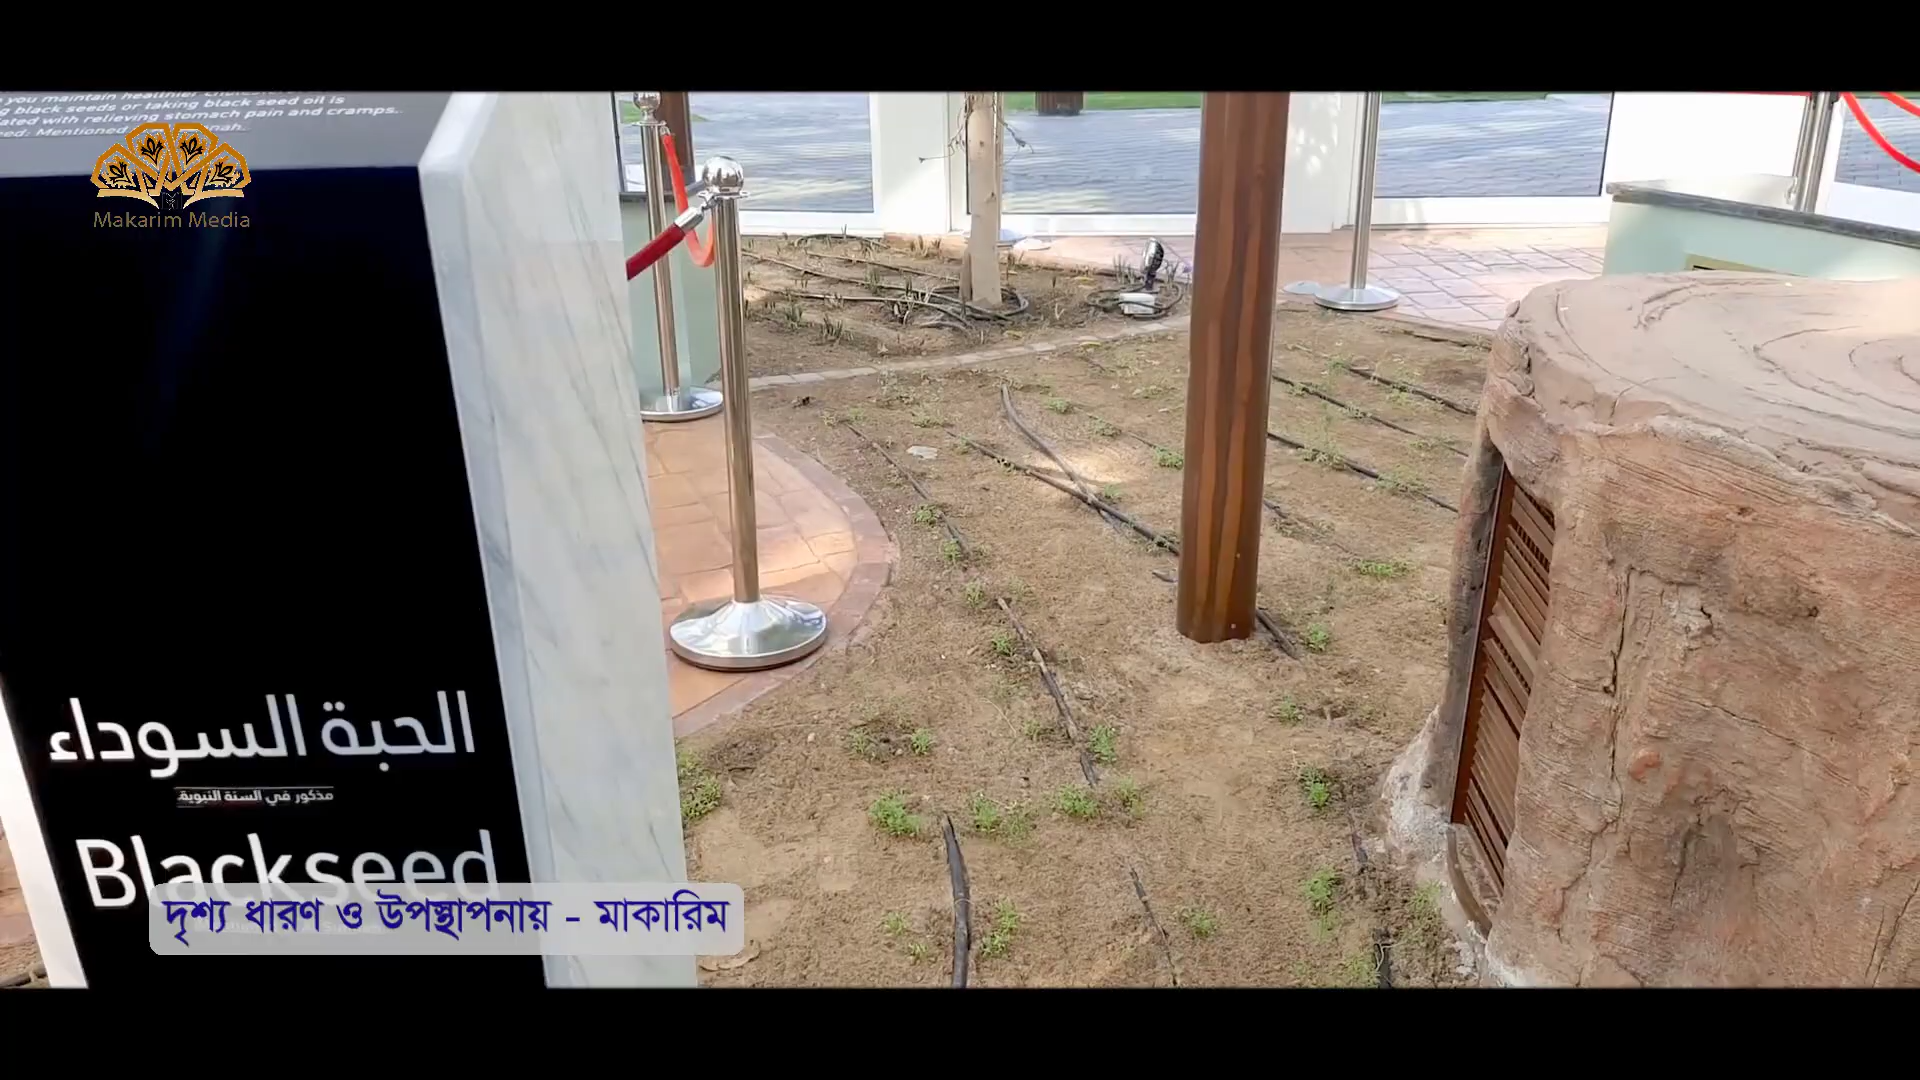 you maintain healthier
g black seeds or taking black seed oil is
ated with relieving stomach pain and cramps..
eed: Mentioned
Makarim Media
الحبة السوداء
مذكور في السنة النبوية
Blackseed
দৃশ্য ধারণ ও উপস্থাপনায় - মাকারিম